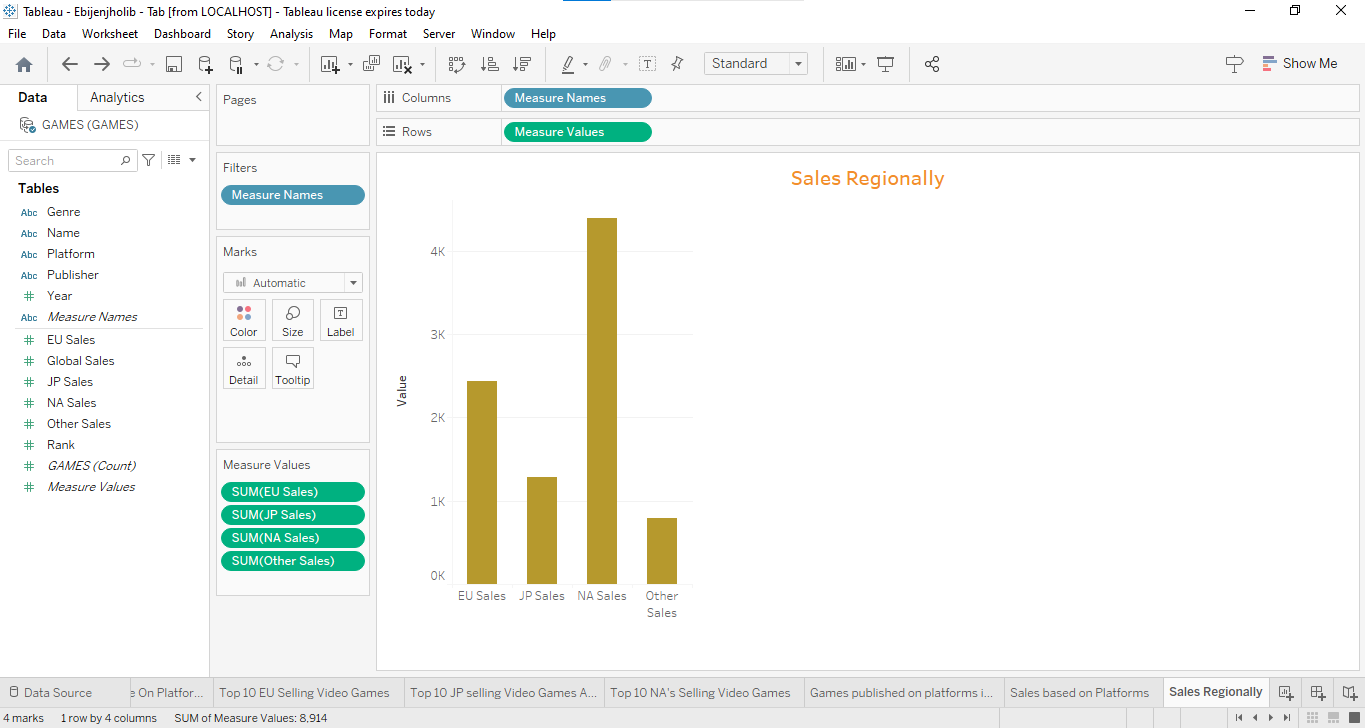 Tableau - Ebijenjholib - Tab [from LOCALHOST] - Tableau license expires today
File Data Worksheet Dashboard Story Analysis Map Format Server Window Help
Standard
Show Me
Data Analytics
GAMES (GAMES)
Search
Tables
Abc Genre
Abc Name
Abc Platform
Abc Publisher
# Year
Abc Measure Names
# EU Sales
# Global Sales
# JP Sales
# NA Sales
# Other Sales
# Rank
# GAMES (Count)
# Measure Values
Pages
Filters
Measure Names
Marks
Automatic
Color Size T Label
Detail Tooltip
Measure Values
SUM(EU Sales)
SUM(JP Sales)
SUM(NA Sales)
SUM(Other Sales)
Columns Measure Names
Rows Measure Values
Sales Regionally
Value
4K
3K
2K
1K
0K
EU Sales JP Sales NA Sales Other Sales
Data Source e On Platfor... Top 10 EU Selling Video Games Top 10 JP selling Video Games A... Top 10 NA's Selling Video Games Games published on platforms i... Sales based on Platforms Sales Regionally
4 marks 1 row by 4 columns SUM of Measure Values: 8,914